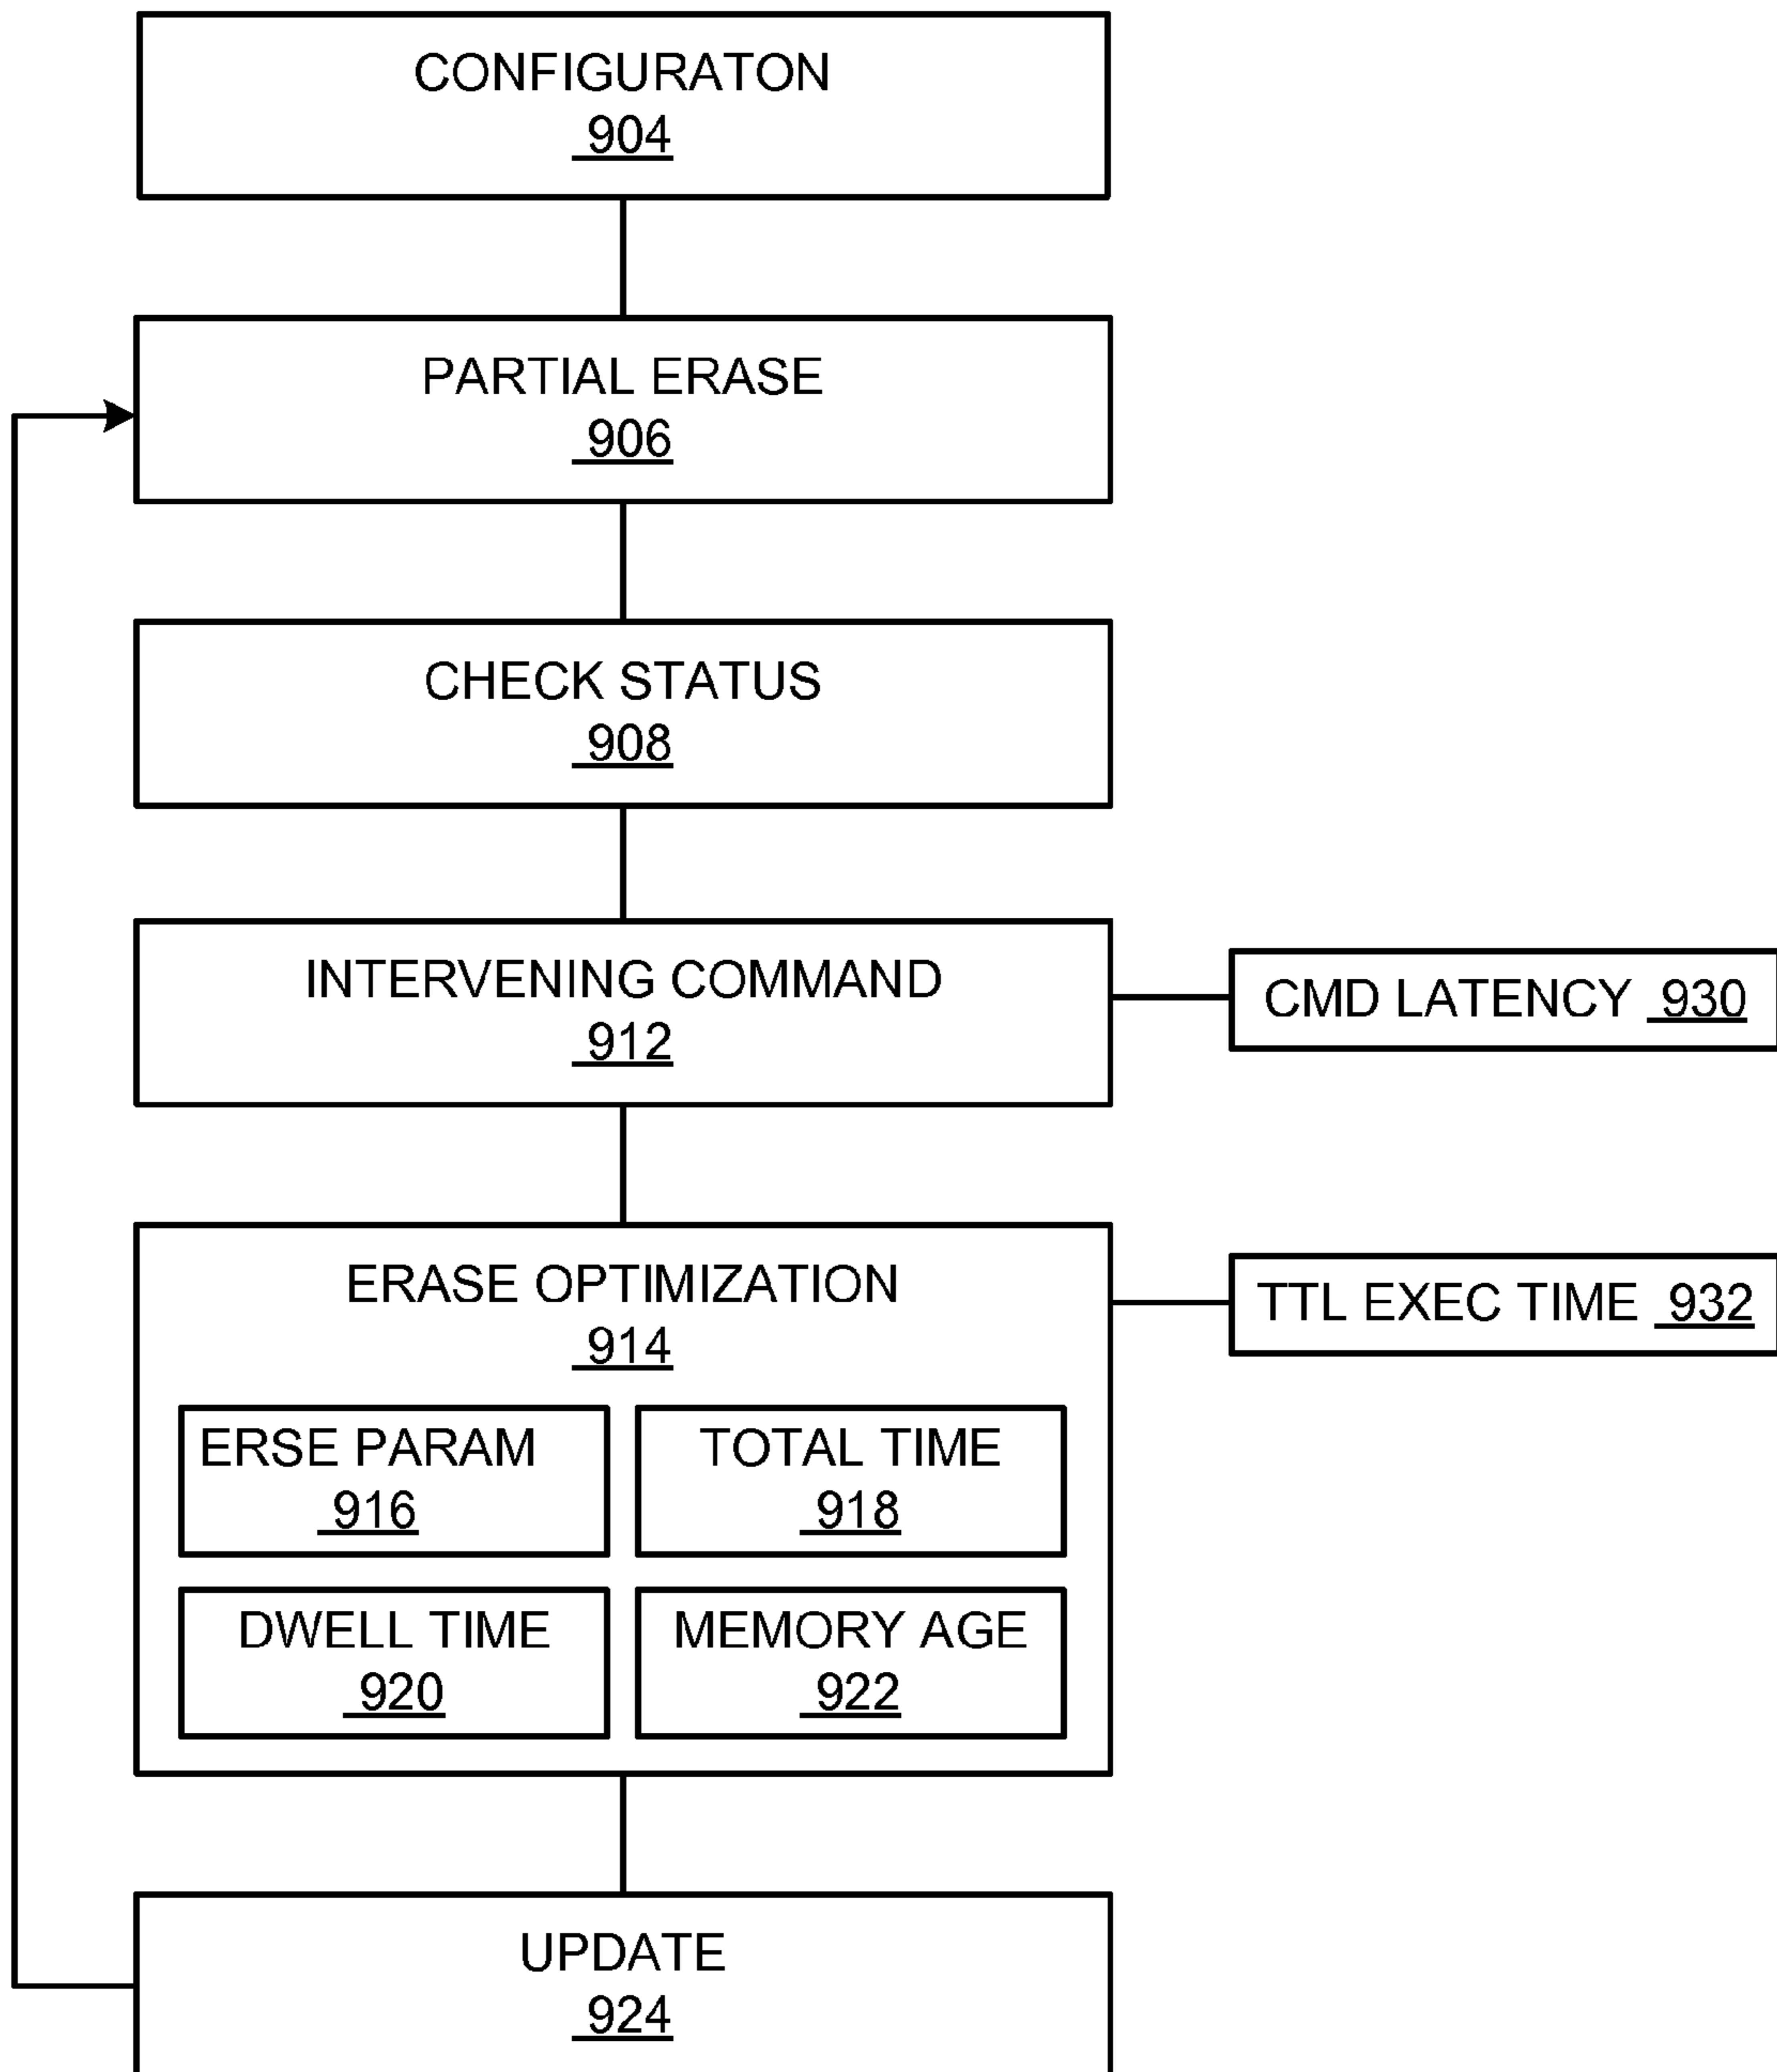 CONFIGURATON
904
PARTIAL ERASE
906
CHECK STATUS
908
INTERVENING COMMAND
912
CMD LATENCY 930
ERASE OPTIMIZATION
914
TTL EXEC TIME 932
ERSE PARAM
916
TOTAL TIME
918
DWELL TIME
920
MEMORY AGE
922
UPDATE
924